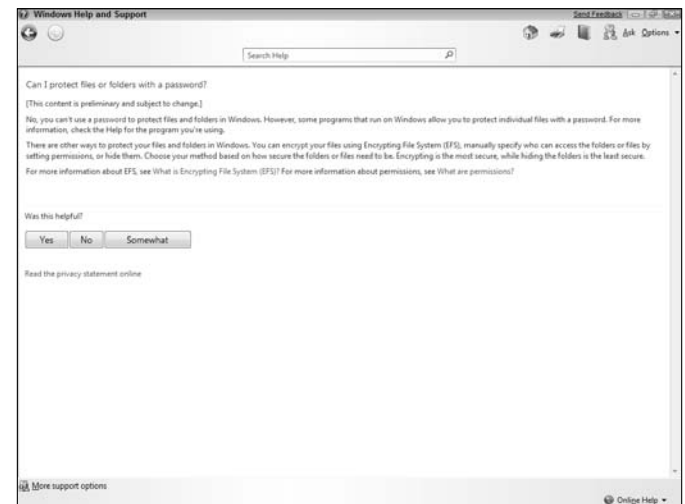 Windows Help and Support
Send Feedback
Ask Options
Search Help
Can I protect files or folders with a password?
[This content is preliminary and subject to change.]
No, you can't use a password to protect files and folders in Windows. However, some programs that run on Windows allow you to protect individual files with a password. For more
information, check the Help for the program you're using.
There are other ways to protect your files and folders in Windows. You can encrypt your files using Encrypting File System (EFS), manually specify who can access the folders or files by
setting permissions, or hide them. Choose your method based on how secure the folders or files need to be. Encrypting is the most secure, while hiding the folders is the least secure.
For more information about EFS, see What is Encrypting File System (EFS)? For more information about permissions, see What are permissions?
Was this helpful?
Yes No Somewhat
Read the privacy statement online
More support options
Online Help